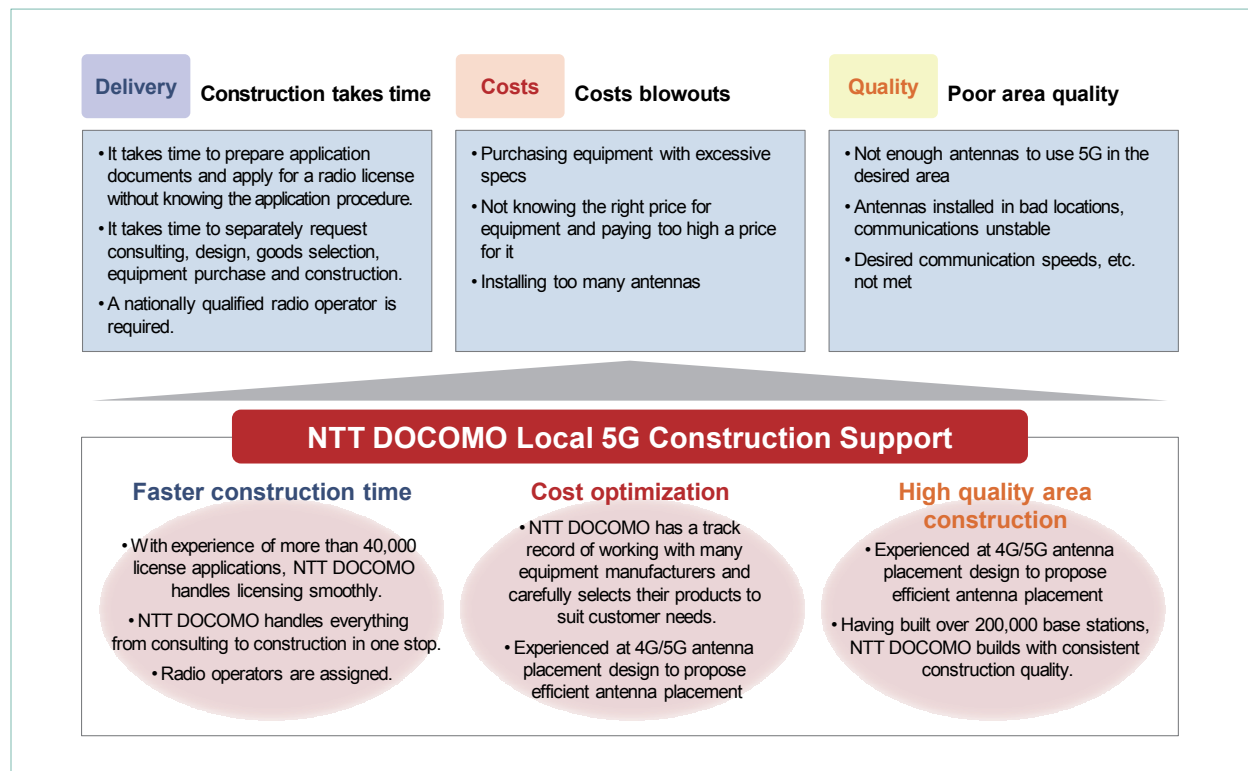 Delivery Construction takes time
• It takes time to prepare application
documents and apply for a radio license
without knowing the application procedure.
• It takes time to separately request
consulting, design, goods selection,
equipment purchase and construction.
• A nationally qualified radio operator is
required.
Costs Costs blowouts
• Purchasing equipment with excessive
specs
• Not knowing the right price for
equipment and paying too high a price
for it
• Installing too many antennas
Quality Poor area quality
• Not enough antennas to use 5G in the
desired area
• Antennas installed in bad locations,
communications unstable
• Desired communication speeds, etc.
not met
NTT DOCOMO Local 5G Construction Support
Faster construction time
• With experience of more than 40,000
license applications, NTT DOCOMO
handles licensing smoothly.
• NTT DOCOMO handles everything
from consulting to construction in one stop.
• Radio operators are assigned.
Cost optimization
• NTT DOCOMO has a track
record of working with many
equipment manufacturers and
carefully selects their products to
suit customer needs.
• Experienced at 4G/5G antenna
placement design to propose
efficient antenna placement
High quality area
construction
• Experienced at 4G/5G antenna
placement design to propose
efficient antenna placement
• Having built over 200,000 base stations,
NTT DOCOMO builds with consistent
construction quality.